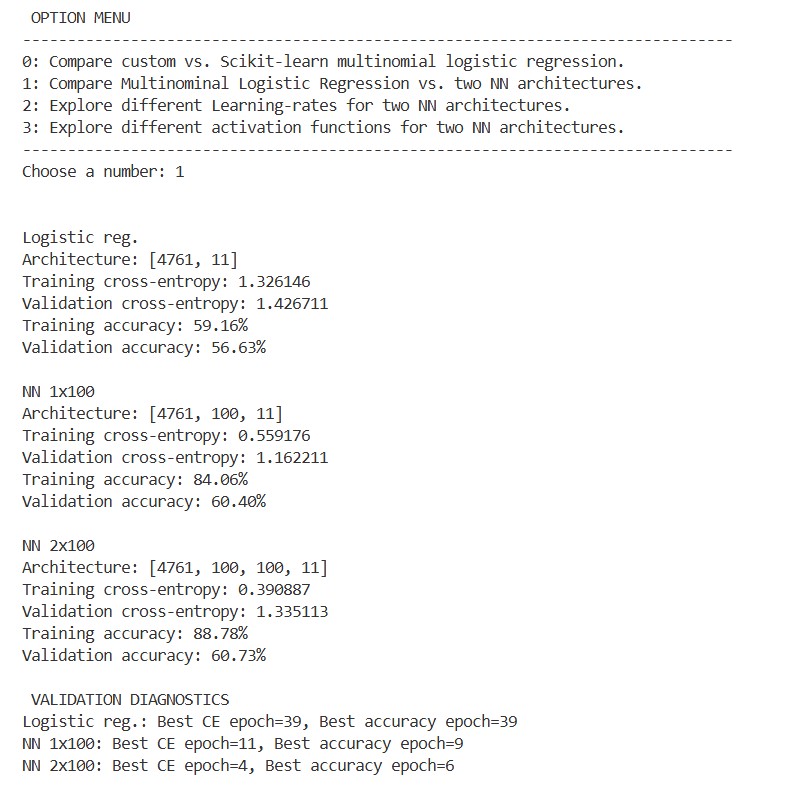 OPTION MENU
-------------------------------------------------------------------------------
0: Compare custom vs. Scikit-learn multinomial logistic regression.
1: Compare Multinominal Logistic Regression vs. two NN architectures.
2: Explore different Learning-rates for two NN architectures.
3: Explore different activation functions for two NN architectures.
-------------------------------------------------------------------------------
Choose a number: 1
Logistic reg.
Architecture: [4761, 11]
Training cross-entropy: 1.326146
Validation cross-entropy: 1.426711
Training accuracy: 59.16%
Validation accuracy: 56.63%
NN 1x100
Architecture: [4761, 100, 11]
Training cross-entropy: 0.559176
Validation cross-entropy: 1.162211
Training accuracy: 84.06%
Validation accuracy: 60.40%
NN 2x100
Architecture: [4761, 100, 100, 11]
Training cross-entropy: 0.390887
Validation cross-entropy: 1.335113
Training accuracy: 88.78%
Validation accuracy: 60.73%
VALIDATION DIAGNOSTICS
Logistic reg.: Best CE epoch=39, Best accuracy epoch=39
NN 1x100: Best CE epoch=11, Best accuracy epoch=9
NN 2x100: Best CE epoch=4, Best accuracy epoch=6